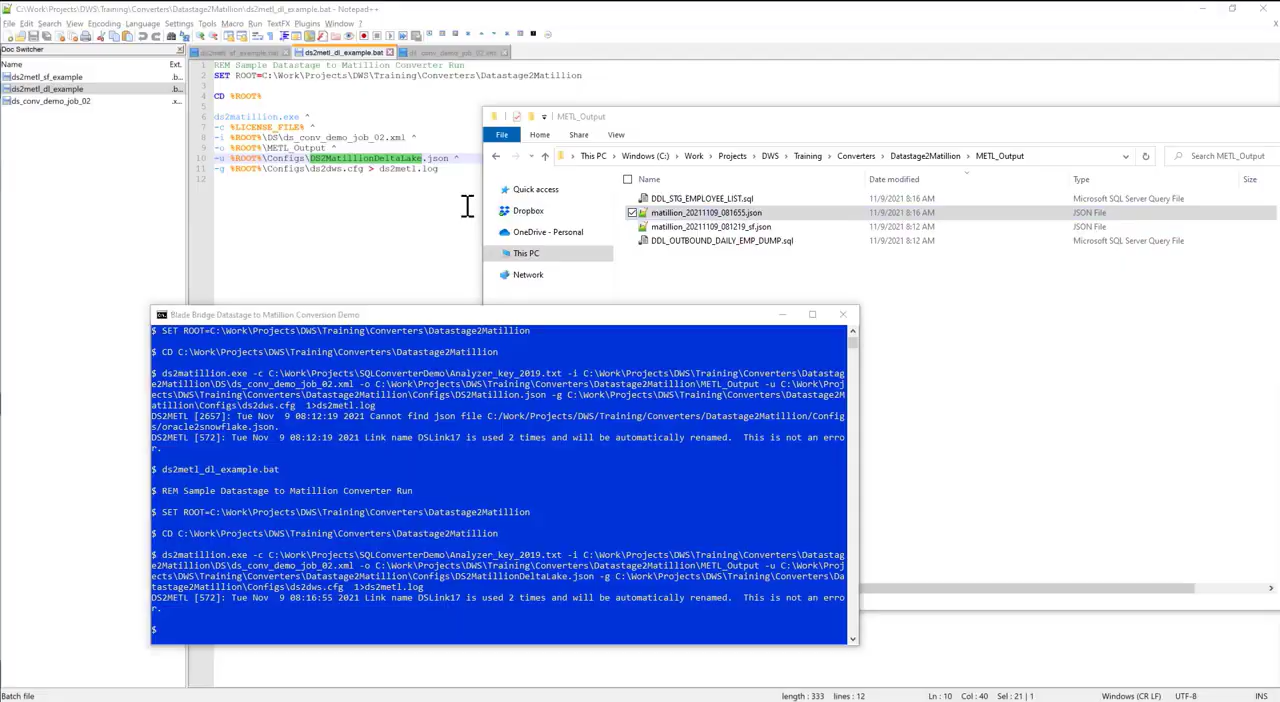 C:\Work\Projects\DWS\Training\Converters\Datastage2Matillion\ds2metl_dl_example.bat - Notepad++
File Edit Search View Encoding Language Settings Tools Macro Run TextFX Plugins Window ?
Doc Switcher
Name Ext.
ds2metl_sf_example .b...
ds2metl_dl_example .b...
ds_conv_demo_job_02 .x...
ds2metl_sf_example.bat ds2metl_dl_example.bat ds_conv_demo_job_02.xml
1 REM Sample Datastage to Matillion Converter Run
2 SET ROOT=C:\Work\Projects\DWS\Training\Converters\Datastage2Matillion
3
4 CD %ROOT%
5
6 ds2matillion.exe ^
7 -c %LICENSE_FILE% ^
8 -i %ROOT%\DS\ds_conv_demo_job_02.xml ^
9 -o %ROOT%\METL_Output ^
10 -u %ROOT%\Configs\DS2MatillionDeltaLake.json ^
11 -g %ROOT%\Configs\ds2dws.cfg > ds2metl.log
12
METL_Output
File Home Share View
This PC > Windows (C:) > Work > Projects > DWS > Training > Converters > Datastage2Matillion > METL_Output
Search METL_Output
Quick access
Dropbox
OneDrive - Personal
This PC
Network
Name Date modified Type Size
DDL_STG_EMPLOYEE_LIST.sql 11/9/2021 8:16 AM Microsoft SQL Server Query File
matillion_20211109_081655.json 11/9/2021 8:16 AM JSON File
matillion_20211109_081219_sf.json 11/9/2021 8:12 AM JSON File
DDL_OUTBOUND_DAILY_EMP_DUMP.sql 11/9/2021 8:12 AM Microsoft SQL Server Query File
Blade Bridge Datastage to Matillion Conversion Demo
$ SET ROOT=C:\Work\Projects\DWS\Training\Converters\Datastage2Matillion
$ CD C:\Work\Projects\DWS\Training\Converters\Datastage2Matillion
$ ds2matillion.exe -c C:\Work\Projects\SQLConverterDemo\Analyzer_key_2019.txt -i C:\Work\Projects\DWS\Training\Converters\Datastag
e2Matillion\DS\ds_conv_demo_job_02.xml -o C:\Work\Projects\DWS\Training\Converters\Datastage2Matillion\METL_Output -u C:\Work\Proj
ects\DWS\Training\Converters\Datastage2Matillion\Configs\DS2Matillion.json -g C:\Work\Projects\DWS\Training\Converters\Datastage2M
atillion\Configs\ds2dws.cfg 1>ds2metl.log
DS2METL [2657]: Tue Nov 9 08:12:19 2021 Cannot find json file C:/Work/Projects/DWS/Training/Converters/Datastage2Matillion/Config
s/oracle2snowflake.json.
DS2METL [572]: Tue Nov 9 08:12:19 2021 Link name DSLink17 is used 2 times and will be automatically renamed. This is not an erro
r.
$ ds2metl_dl_example.bat
$ REM Sample Datastage to Matillion Converter Run
$ SET ROOT=C:\Work\Projects\DWS\Training\Converters\Datastage2Matillion
$ CD C:\Work\Projects\DWS\Training\Converters\Datastage2Matillion
$ ds2matillion.exe -c C:\Work\Projects\SQLConverterDemo\Analyzer_key_2019.txt -i C:\Work\Projects\DWS\Training\Converters\Datastag
e2Matillion\DS\ds_conv_demo_job_02.xml -o C:\Work\Projects\DWS\Training\Converters\Datastage2Matillion\METL_Output -u C:\Work\Proj
ects\DWS\Training\Converters\Datastage2Matillion\Configs\DS2MatillionDeltaLake.json -g C:\Work\Projects\DWS\Training\Converters\Da
tastage2Matillion\Configs\ds2dws.cfg 1>ds2metl.log
DS2METL [572]: Tue Nov 9 08:16:55 2021 Link name DSLink17 is used 2 times and will be automatically renamed. This is not an erro
r.
$
Batch file length : 333 lines : 12 Ln : 10 Col : 40 Sel : 21 | 1 Windows (CR LF) UTF-8 INS